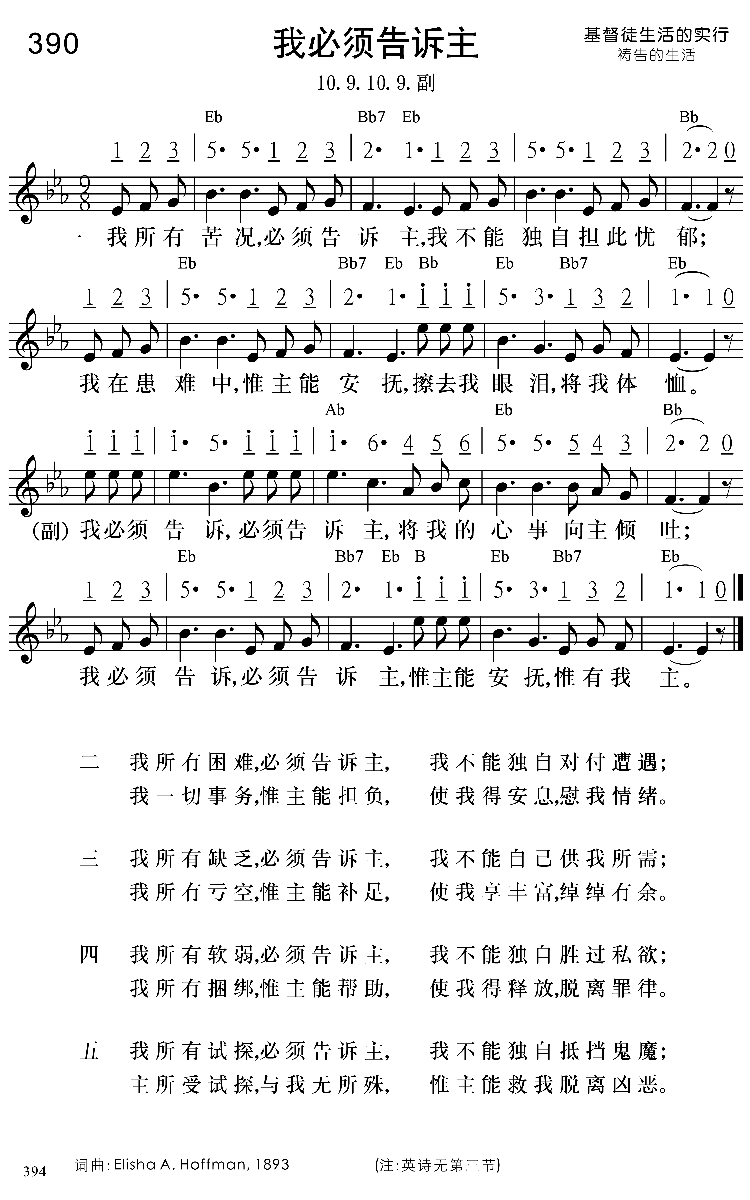 390
我必须告诉主
基督徒生活的实行
祷告的生活
10.9.10.9.副
Eb Bb7 Eb Bb
1 2 3 | 5· 5· 1 2 3 | 2· 1· 1 2 3 | 5· 5· 1 2 3 | 2· 2 0
我所有苦况,必须告诉主,我不能独自担此忧郁;
Eb Bb7 Eb Bb Eb Bb7 Eb
1 2 3 | 5· 5· 1 2 3 | 2· 1· i i i | 5· 3· 1 3 2 | 1· 1 0
我在患难中,惟主能安抚,擦去我眼泪,将我体恤。
Ab Eb Bb
i i i | i· 5· i i i | i· 6· 4 5 6 | 5· 5· 5 4 3 | 2· 2 0
(副)我必须告诉,必须告诉主,将我的心事向主倾吐;
Eb Bb7 Eb B Eb Bb7 Eb
1 2 3 | 5· 5· 1 2 3 | 2· 1· i i i | 5· 3· 1 3 2 | 1· 1 0
我必须告诉,必须告诉主,惟主能安抚,惟有我主。
二 我所有困难,必须告诉主, 我不能独自对付遭遇;
我一切事务,惟主能担负, 使我得安息,慰我情绪。
三 我所有缺乏,必须告诉主, 我不能自己供我所需;
我所有亏空,惟主能补足, 使我享丰富,绰绰有余。
四 我所有软弱,必须告诉主, 我不能独自胜过私欲;
我所有捆绑,惟主能帮助, 使我得释放,脱离罪律。
五 我所有试探,必须告诉主, 我不能独自抵挡鬼魔;
主所受试探,与我无所殊, 惟主能救我脱离凶恶。
394 词曲:Elisha A. Hoffman, 1893 (注:英诗无第三节)